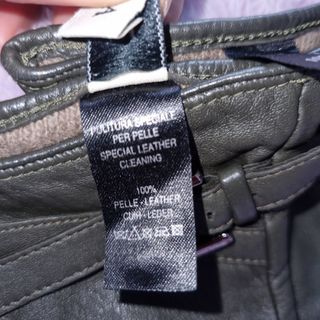 PULITURA SPECIALE
PER PELLE
SPECIAL LEATHER
CLEANING
100%
PELLE - LEATHER
CUIR - LEDER